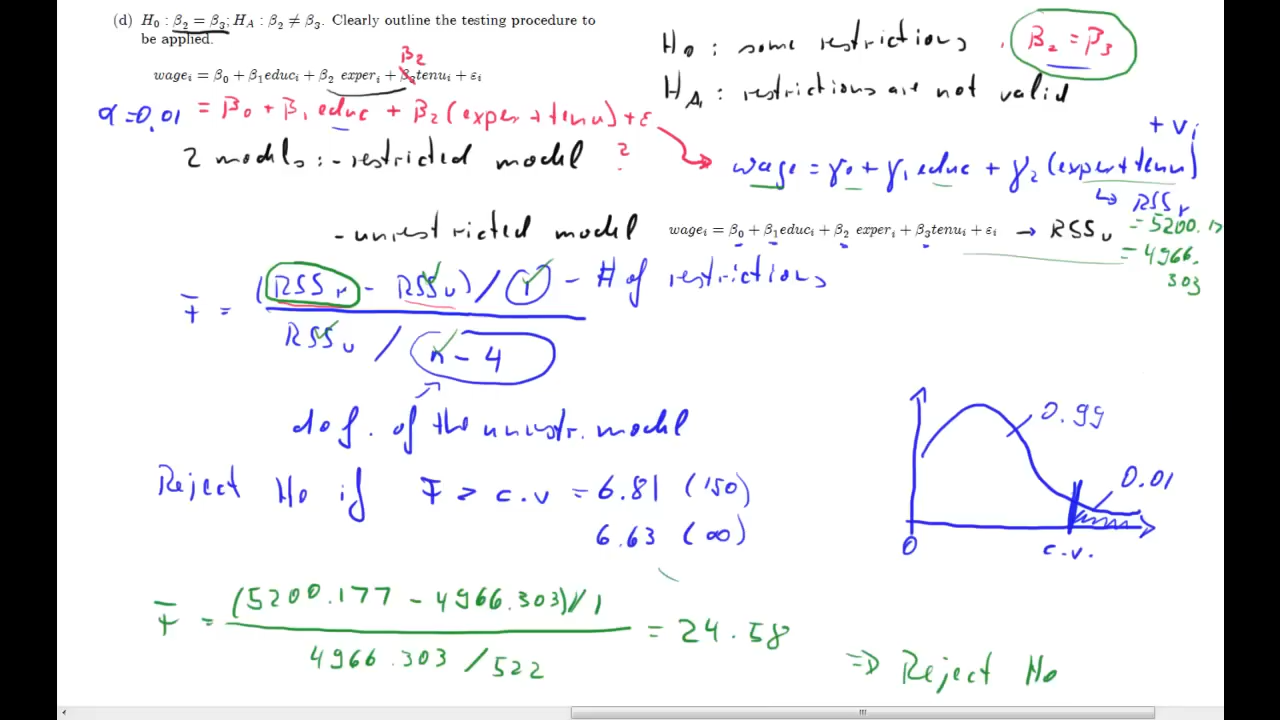 (d) H₀ : β₂ = β₃; H_A : β₂ ≠ β₃. Clearly outline the testing procedure to
be applied.
H₀ : some restrictions, β₂ = β₃
H_A : restrictions are not valid
β₂
wageᵢ = β₀ + β₁educᵢ + β₂ experᵢ + β₃tenuᵢ + εᵢ
α = 0.01 = β₀ + β₁ educ + β₂ (exper + tenu) + ε
+ vᵢ
2 models: - restricted model ?
wage = γ₀ + γ₁ educ + γ₂ (exper + tenu)
↳ RSS_r
= 5200.17
- unrestricted model wageᵢ = β₀ + β₁educᵢ + β₂ experᵢ + β₃tenuᵢ + εᵢ → RSS_u
= 4966.
303
F = (RSS_r - RSS_u) / r - # of restrictions
RSS_u / n - 4
d of. of the unrestr. model
Reject H₀ if F > c.v = 6.81 (150)
6.63 (∞)
0.99
0.01
0
c.v.
F = (5200.177 - 4966.303) / 1
4966.303 / 522
= 24.58
⇒ Reject H₀